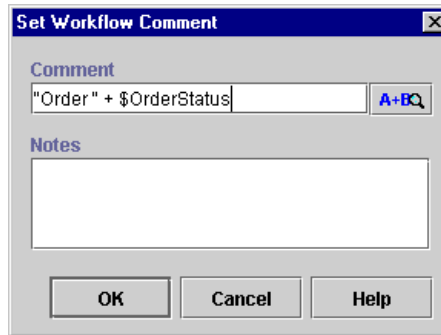 Set Workflow Comment
Comment
"Order " + $OrderStatus
A+B
Notes
OK Cancel Help